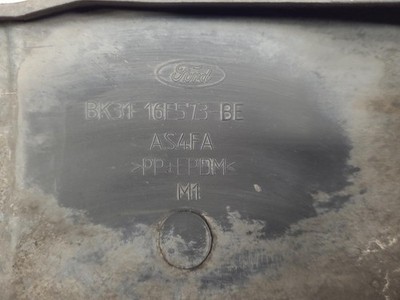 Ford
BK31 16E573 BE
AS4FA
>PP+EPDM<
M1